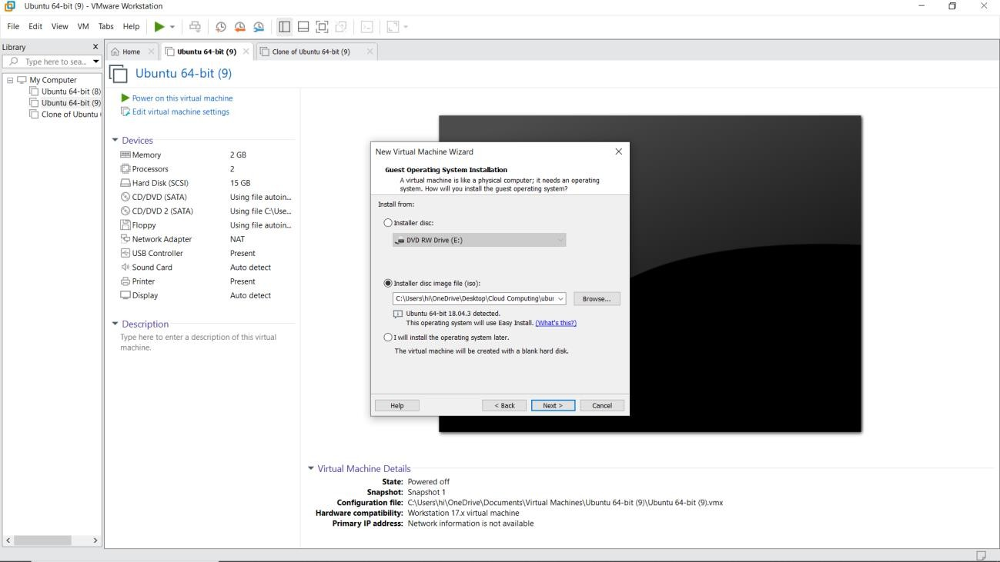 Ubuntu 64-bit (9) - VMware Workstation
File Edit View VM Tabs Help
Library X
Type here to sea...
My Computer
Ubuntu 64-bit (8)
Ubuntu 64-bit (9)
Clone of Ubuntu
Home Ubuntu 64-bit (9) Clone of Ubuntu 64-bit (9)
Ubuntu 64-bit (9)
Power on this virtual machine
Edit virtual machine settings
Devices
Memory 2 GB
Processors 2
Hard Disk (SCSI) 15 GB
CD/DVD (SATA) Using file autoin...
CD/DVD 2 (SATA) Using file C:\Use...
Floppy Using file autoin...
Network Adapter NAT
USB Controller Present
Sound Card Auto detect
Printer Present
Display Auto detect
Description
Type here to enter a description of this virtual
machine.
New Virtual Machine Wizard
Guest Operating System Installation
A virtual machine is like a physical computer; it needs an operating
system. How will you install the guest operating system?
Install from:
Installer disc:
DVD RW Drive (E:)
Installer disc image file (iso):
C:\Users\hi\OneDrive\Desktop\Cloud Computing\ubur Browse...
Ubuntu 64-bit 18.04.3 detected.
This operating system will use Easy Install. (What's this?)
I will install the operating system later.
The virtual machine will be created with a blank hard disk.
Help < Back Next > Cancel
Virtual Machine Details
State: Powered off
Snapshot: Snapshot 1
Configuration file: C:\Users\hi\OneDrive\Documents\Virtual Machines\Ubuntu 64-bit (9)\Ubuntu 64-bit (9).vmx
Hardware compatibility: Workstation 17.x virtual machine
Primary IP address: Network information is not available